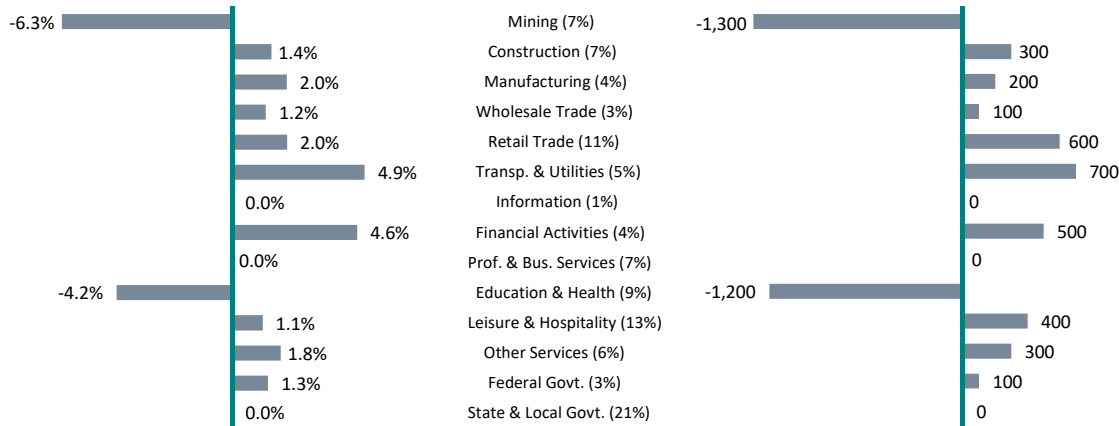 -6.3% Mining (7%) -1,300
1.4% Construction (7%) 300
2.0% Manufacturing (4%) 200
1.2% Wholesale Trade (3%) 100
2.0% Retail Trade (11%) 600
4.9% Transp. & Utilities (5%) 700
0.0% Information (1%) 0
4.6% Financial Activities (4%) 500
0.0% Prof. & Bus. Services (7%) 0
-4.2% Education & Health (9%) -1,200
1.1% Leisure & Hospitality (13%) 400
1.8% Other Services (6%) 300
1.3% Federal Govt. (3%) 100
0.0% State & Local Govt. (21%) 0